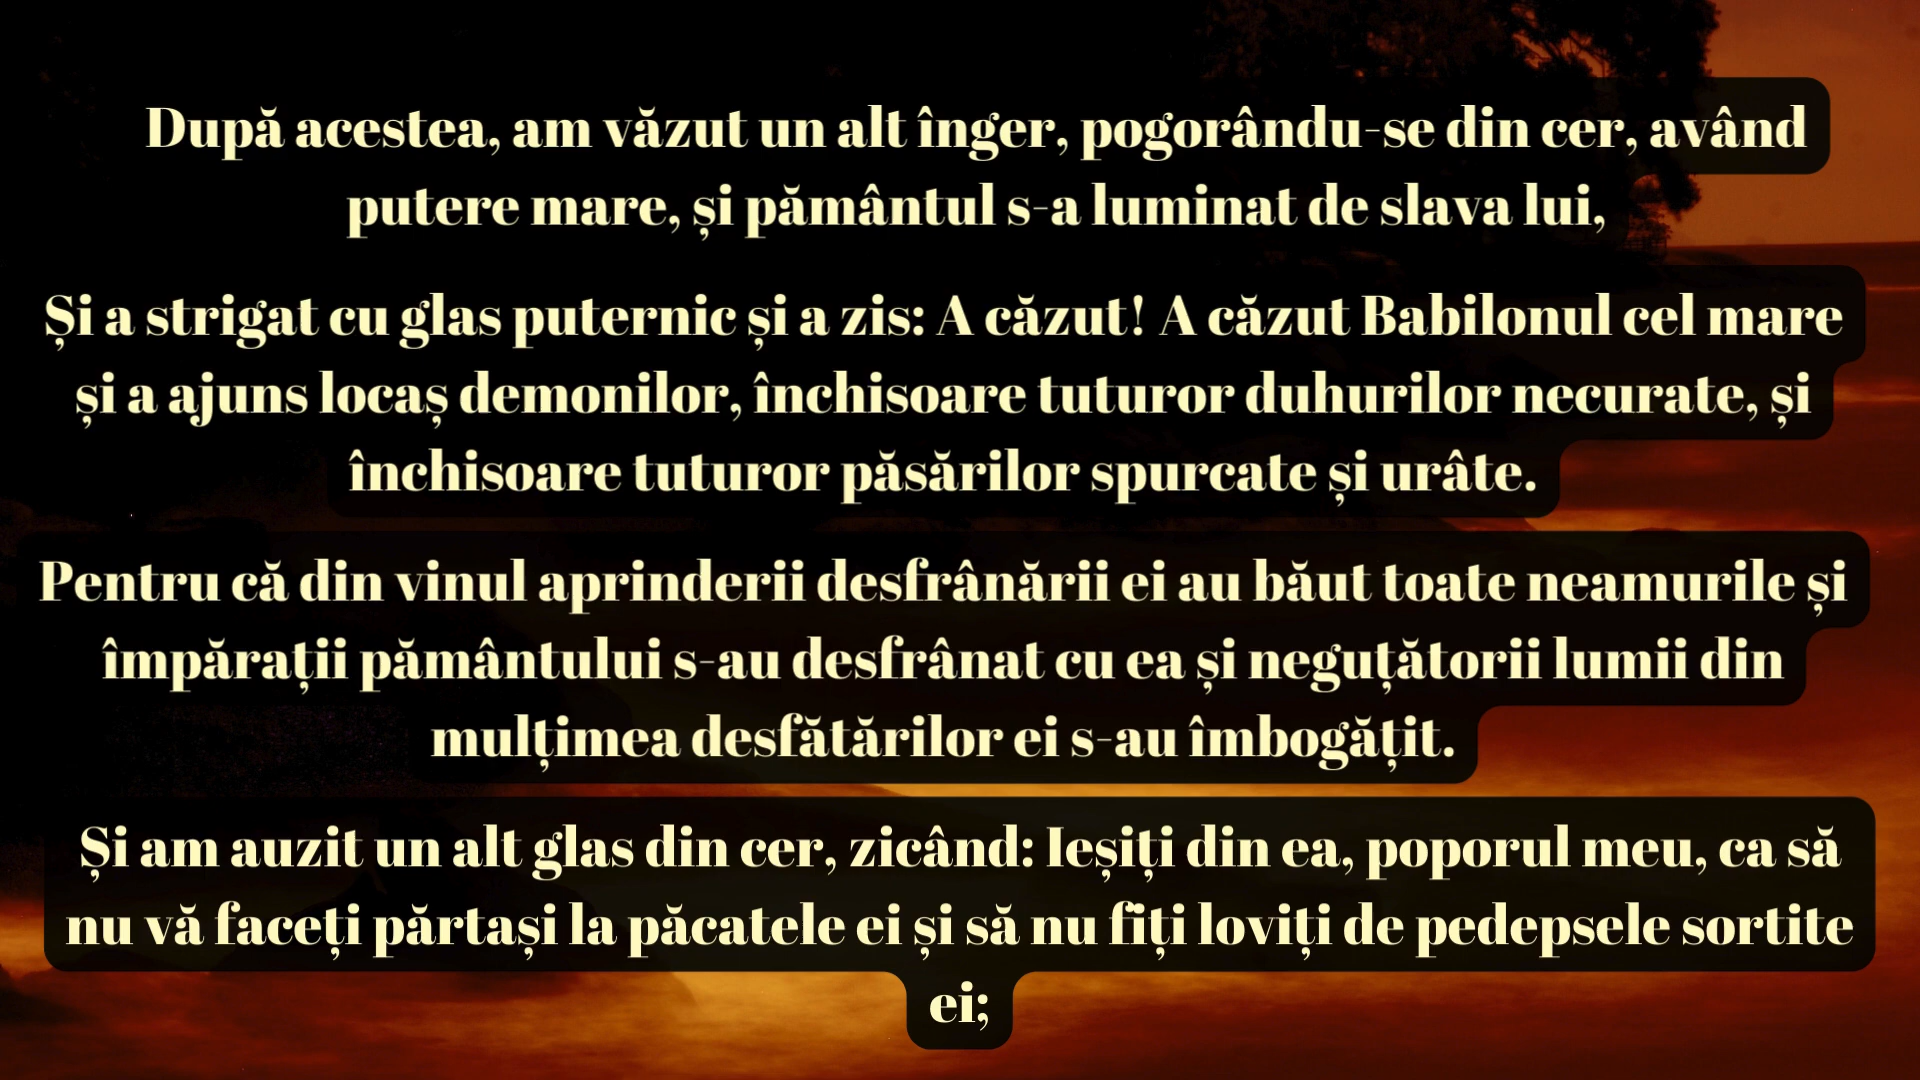 După acestea, am văzut un alt înger, pogorându-se din cer, având
putere mare, și pământul s-a luminat de slava lui,
Și a strigat cu glas puternic și a zis: A căzut! A căzut Babilonul cel mare
și a ajuns locaș demonilor, închisoare tuturor duhurilor necurate, și
închisoare tuturor păsărilor spurcate și urâte.
Pentru că din vinul aprinderii desfrânării ei au băut toate neamurile și
împărații pământului s-au desfrânat cu ea și neguțătorii lumii din
mulțimea desfătărilor ei s-au îmbogățit.
Și am auzit un alt glas din cer, zicând: Ieșiți din ea, poporul meu, ca să
nu vă faceți părtași la păcatele ei și să nu fiți loviți de pedepsele sortite
ei;